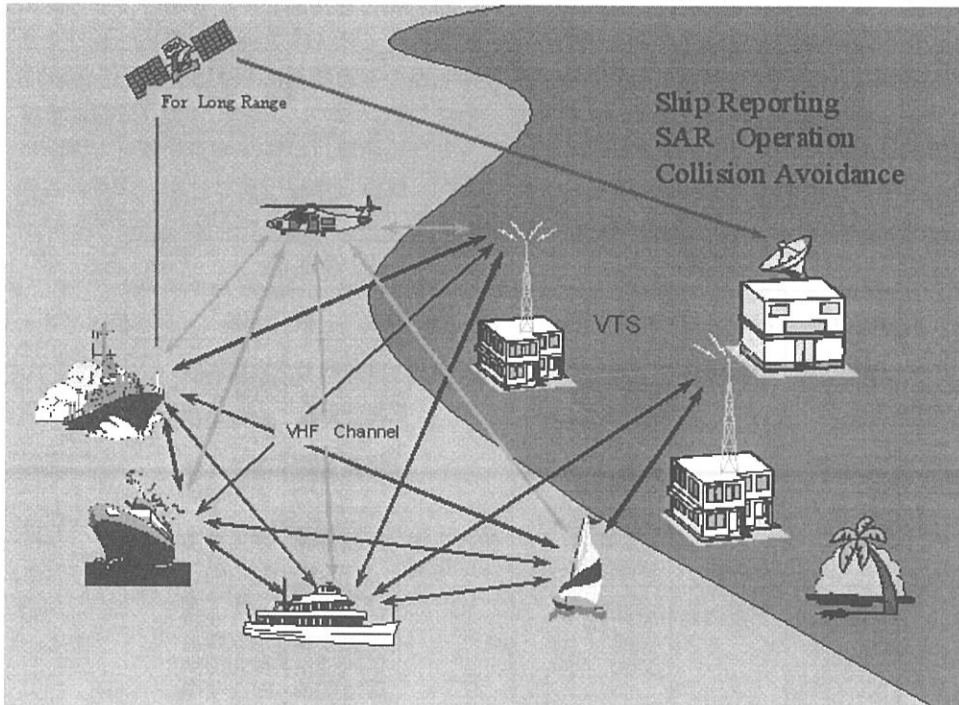 For Long Range
Ship Reporting
SAR Operation
Collision Avoidance
VTS
VHF Channel